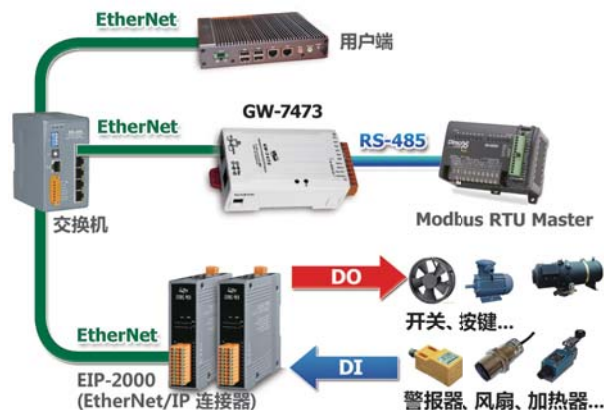 EtherNet
用户端
GW-7473
EtherNet
RS-485
交换机
Modbus RTU Master
DO
开关、按键...
EtherNet
DI
EIP-2000
(EtherNet/IP 连接器)
警报器、风扇、加热器...